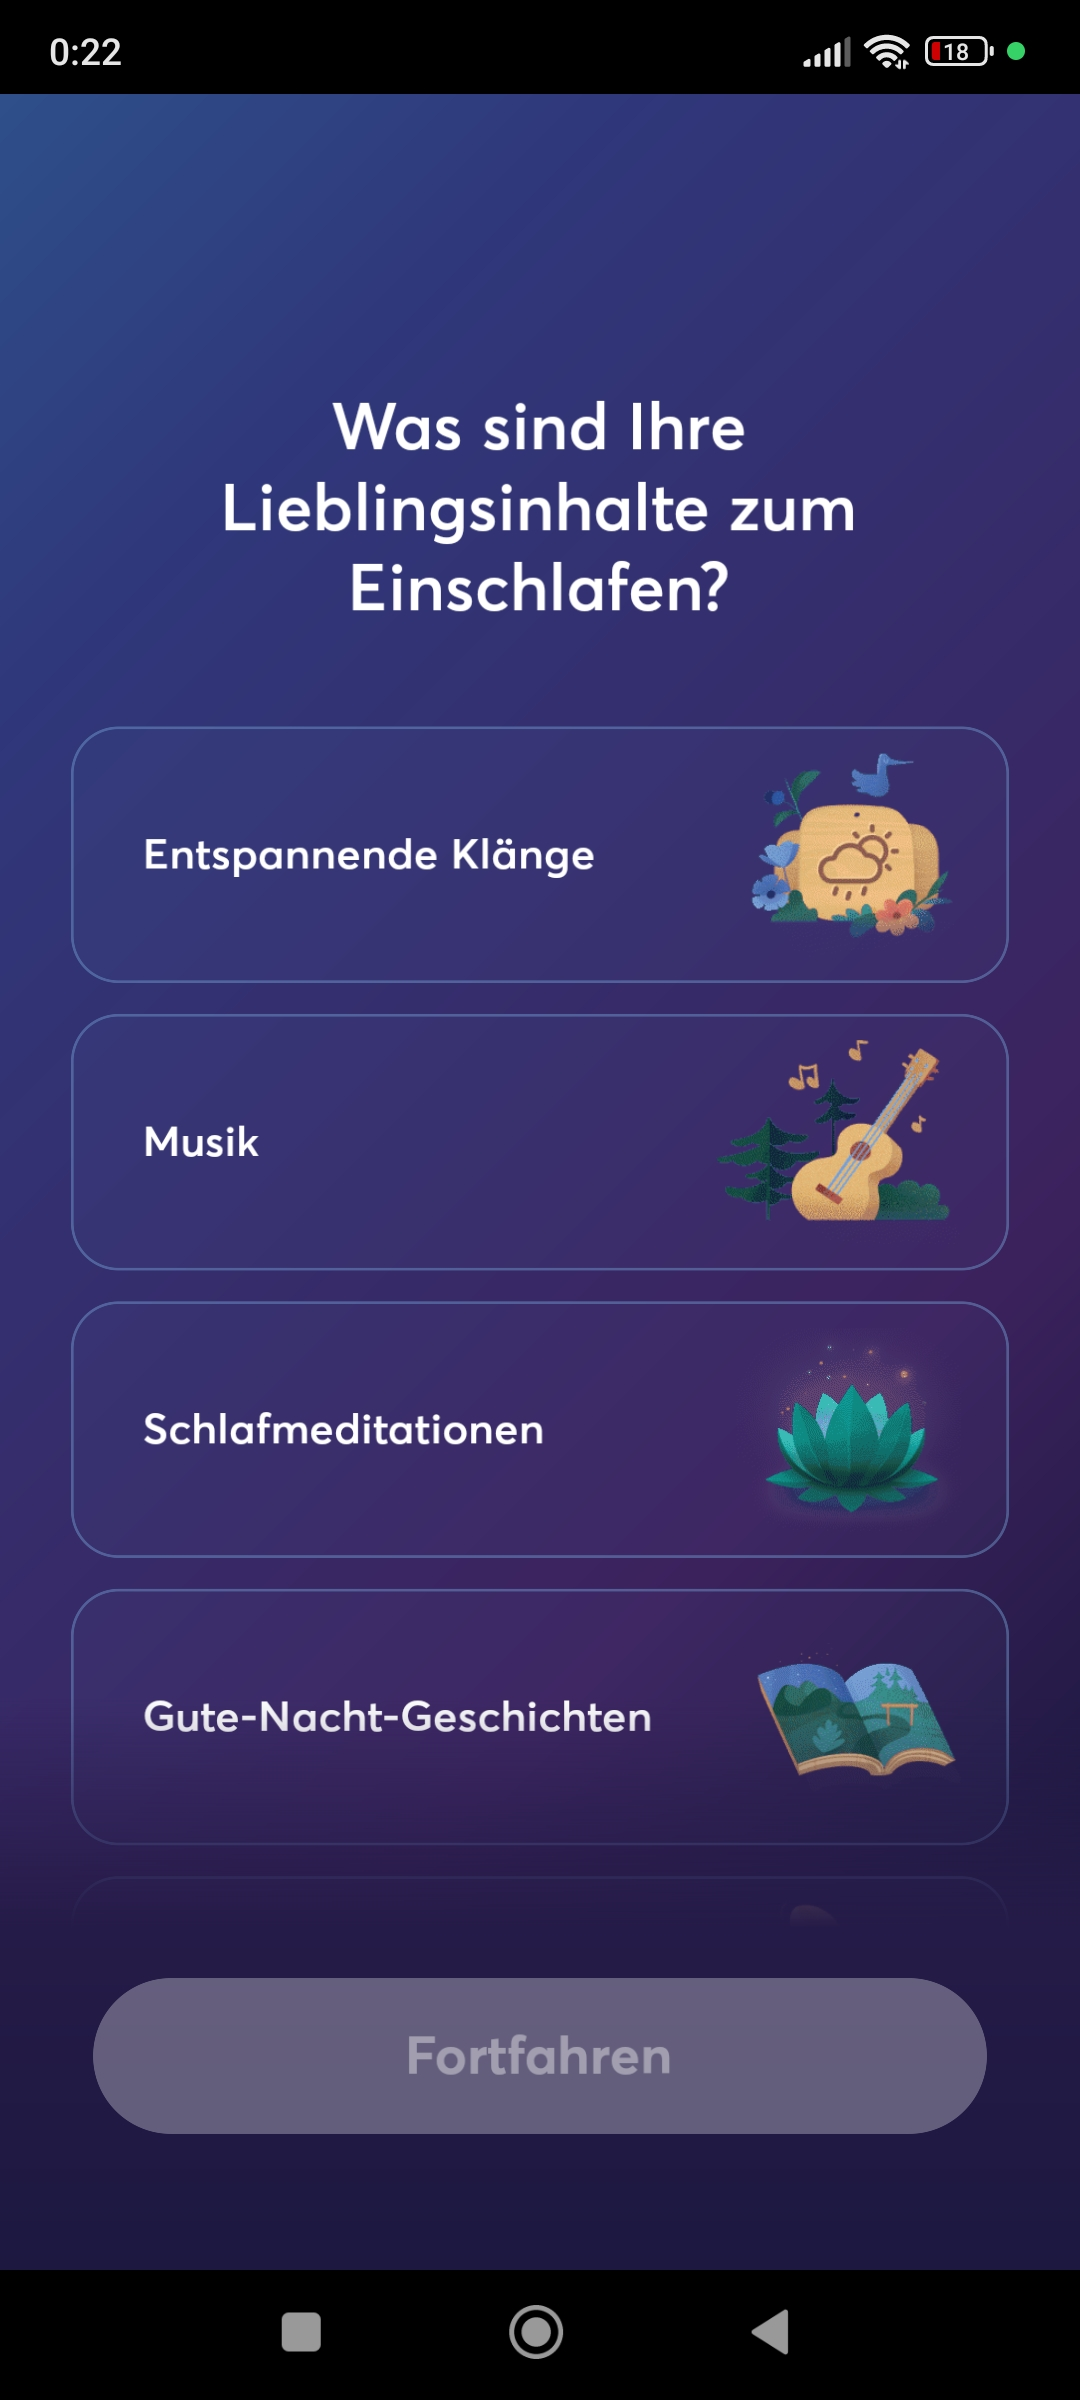 0:22
18
Was sind Ihre
Lieblingsinhalte zum
Einschlafen?
Entspannende Klänge
Musik
Schlafmeditationen
Gute-Nacht-Geschichten
Fortfahren